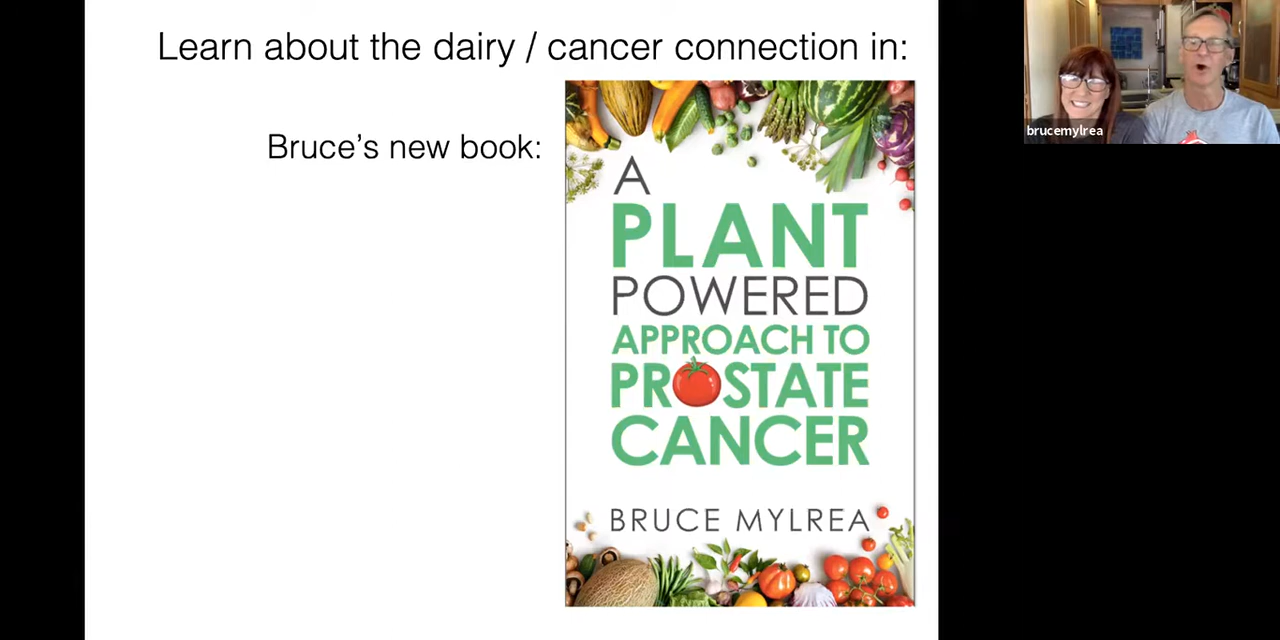 Learn about the dairy / cancer connection in:
Bruce’s new book:
A
PLANT
POWERED
APPROACH TO
PROSTATE
CANCER
BRUCE MYLREA
brucemylrea